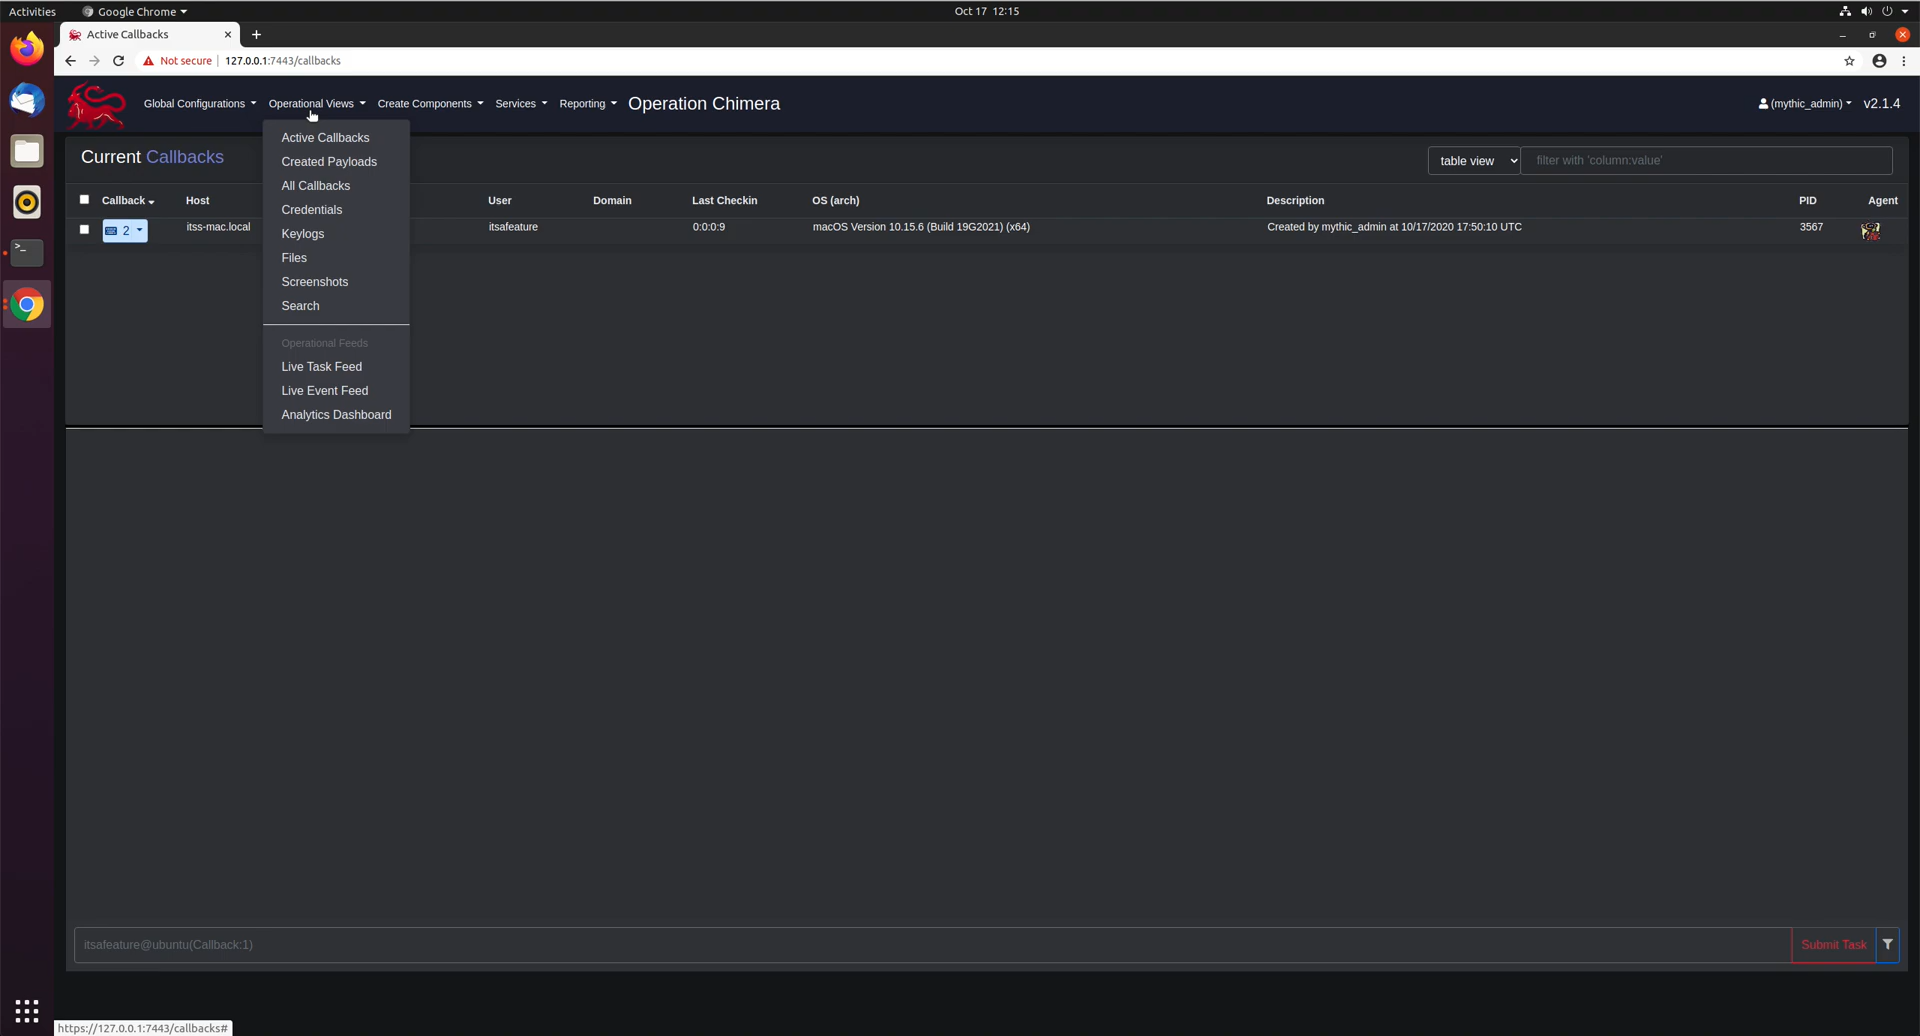 Activities Google Chrome Oct 17 12:15
Active Callbacks
Not secure 127.0.0.1:7443/callbacks
Global Configurations Operational Views Create Components Services Reporting Operation Chimera (mythic_admin) v2.1.4
Active Callbacks
Created Payloads
All Callbacks
Credentials
Keylogs
Files
Screenshots
Search
Operational Feeds
Live Task Feed
Live Event Feed
Analytics Dashboard
Current Callbacks table view filter with 'column:value'
Callback Host User Domain Last Checkin OS (arch) Description PID Agent
2 itss-mac.local itsafeature 0:0:0:9 macOS Version 10.15.6 (Build 19G2021) (x64) Created by mythic_admin at 10/17/2020 17:50:10 UTC 3567
itsafeature@ubuntu(Callback:1) Submit Task
https://127.0.0.1:7443/callbacks#